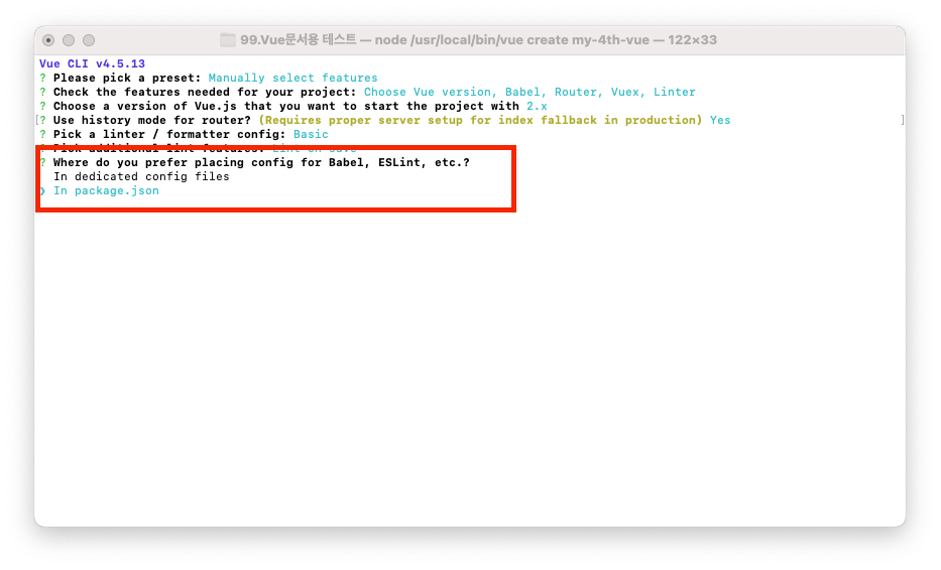 99.Vue문서용 테스트 — node /usr/local/bin/vue create my-4th-vue — 122×33
Vue CLI v4.5.13
? Please pick a preset: Manually select features
? Check the features needed for your project: Choose Vue version, Babel, Router, Vuex, Linter
? Choose a version of Vue.js that you want to start the project with 2.x
[? Use history mode for router? (Requires proper server setup for index fallback in production) Yes ]
? Pick a linter / formatter config: Basic
? Pick additional lint features: Lint on save
? Where do you prefer placing config for Babel, ESLint, etc.?
In dedicated config files
❯ In package.json